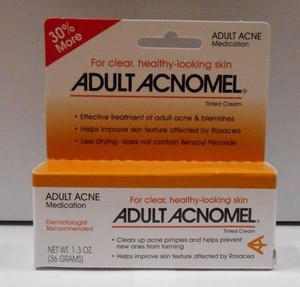 30%
More
ADULT ACNE
Medication
For clear, healthy-looking skin
ADULT ACNOMEL®
Tinted Cream
• Effective treatment of adult acne & blemishes
• Helps improve skin texture affected by Rosacea
• Less drying- does not contain Benzoyl Peroxide
ADULT ACNE
Medication
For clear, healthy-looking skin
ADULT ACNOMEL®
Tinted Cream
Dermatologist
Recommended
• Clears up acne pimples and helps prevent
new ones from forming
• Helps improve skin texture affected by Rosacea
NET WT. 1.3 OZ.
(36 GRAMS)